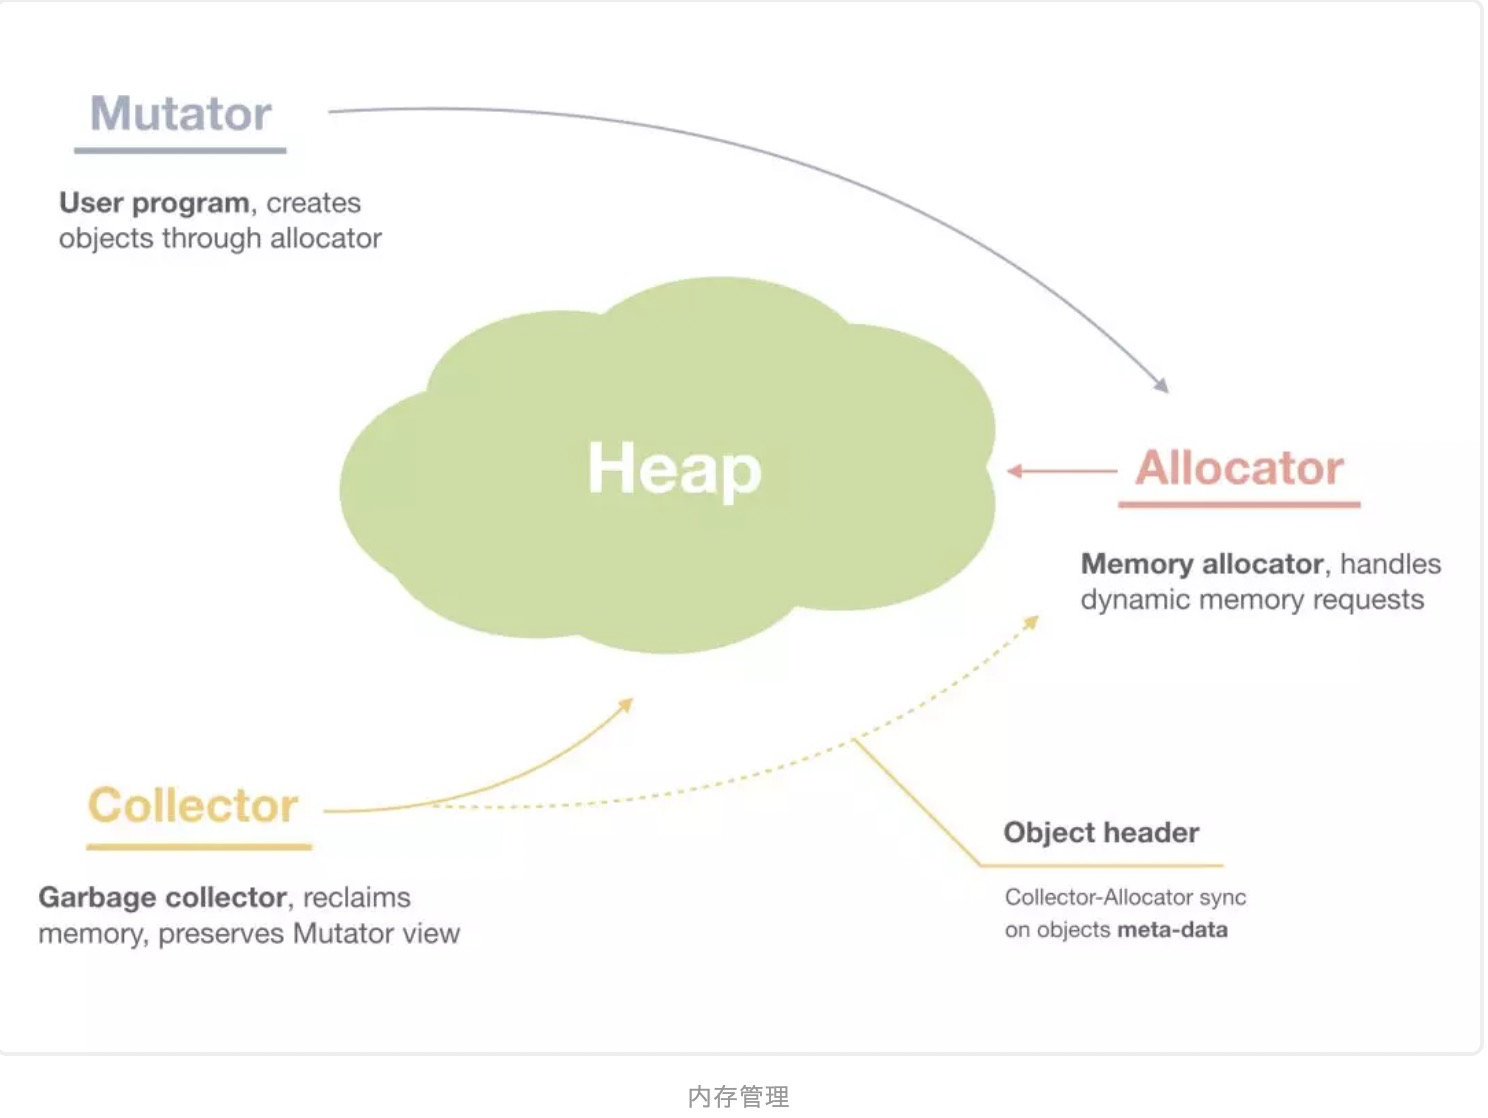 Mutator
User program, creates
objects through allocator
Heap
Allocator
Memory allocator, handles
dynamic memory requests
Collector
Garbage collector, reclaims
memory, preserves Mutator view
Object header
Collector-Allocator sync
on objects meta-data
内存管理